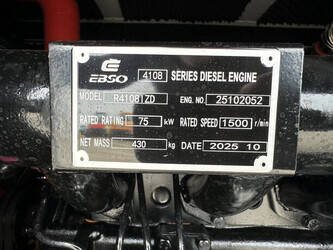 EBSO 4108 SERIES DIESEL ENGINE
MODEL R4108IZD ENG. NO. 25102052
RATED RATING 75 kW RATED SPEED 1500 r/min
NET MASS 430 kg DATE 2025 10